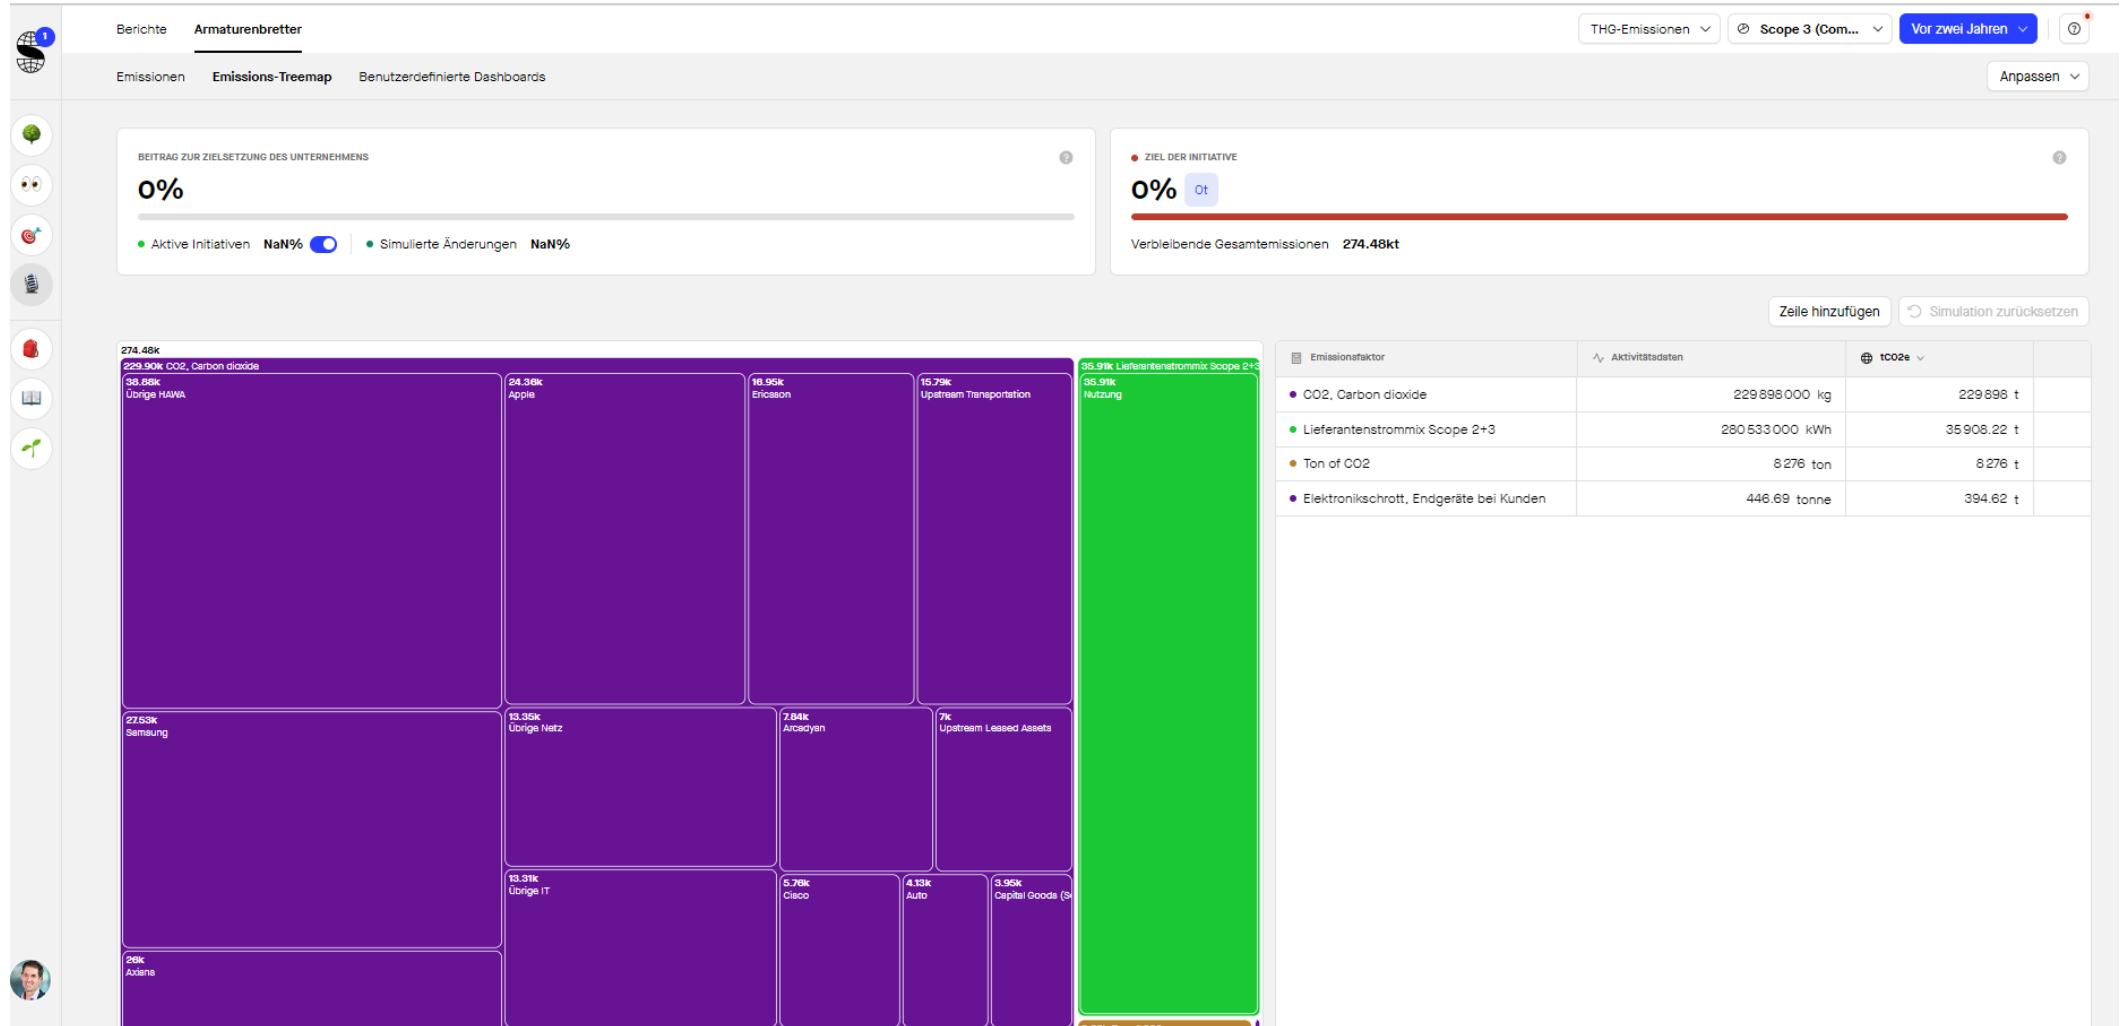 1
Berichte
Armaturenbretter
THG-Emissionen
Scope 3 (Com...
Vor zwei Jahren
Emissionen
Emissions-Treemap
Benutzerdefinierte Dashboards
Anpassen
BEITRAG ZUR ZIELSETZUNG DES UNTERNEHMENS
0%
Aktive Initiativen NaN%
Simulierte Änderungen NaN%
ZIEL DER INITIATIVE
0% 0t
Verbleibende Gesamtemissionen 274.48kt
Zeile hinzufügen
Simulation zurücksetzen
274.48k
229.90k CO2, Carbon dioxide
38.88k
Übrige HAWA
24.36k
Apple
16.95k
Ericsson
15.79k
Upstream Transportation
27.53k
Samsung
13.35k
Übrige Netz
7.84k
Arcadyan
7k
Upstream Leased Assets
13.31k
Übrige IT
5.76k
Cisco
4.13k
Auto
3.95k
Capital Goods (S
26k
Axians
35.91k Lieferantenstrommix Scope 2+3
35.91k
Nutzung
Emissionsfaktor Aktivitätsdaten tCO2e
CO2, Carbon dioxide 229 898 000 kg 229 898 t
Lieferantenstrommix Scope 2+3 280 533 000 kWh 35 908.22 t
Ton of CO2 8 276 ton 8 276 t
Elektronikschrott, Endgeräte bei Kunden 446.69 tonne 394.62 t